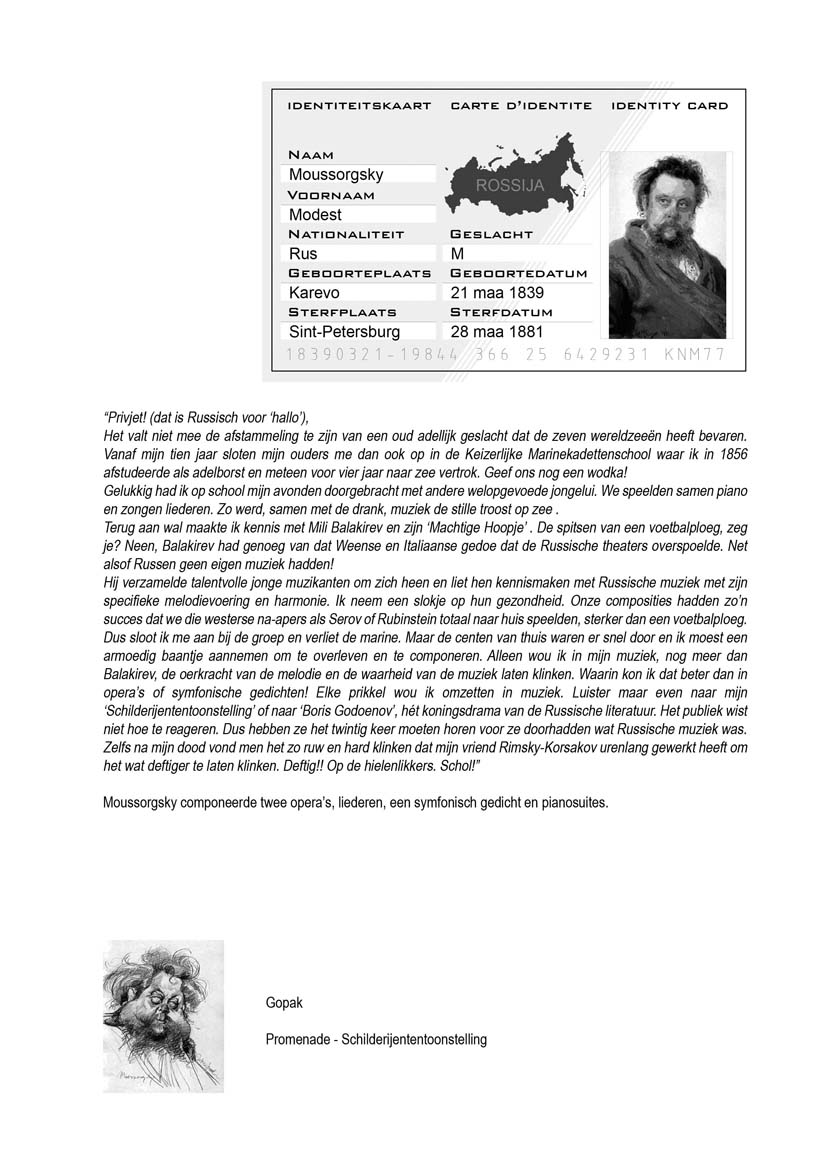 IDENTITEITSKAART CARTE D'IDENTITE IDENTITY CARD
NAAM
Moussorgsky
ROSSIJA
VOORNAAM
Modest
NATIONALITEIT GESLACHT
Rus M
GEBOORTEPLAATS GEBOORTEDATUM
Karevo 21 maa 1839
STERFPLAATS STERFDATUM
Sint-Petersburg 28 maa 1881
18390321-19844 366 25 6429231 KNM77
“Privjet! (dat is Russisch voor ‘hallo’),
Het valt niet mee de afstammeling te zijn van een oud adellijk geslacht dat de zeven wereldzeeën heeft bevaren.
Vanaf mijn tien jaar sloten mijn ouders me dan ook op in de Keizerlijke Marinekadettenschool waar ik in 1856
afstudeerde als adelborst en meteen voor vier jaar naar zee vertrok. Geef ons nog een wodka!
Gelukkig had ik op school mijn avonden doorgebracht met andere welopgevoede jongelui. We speelden samen piano
en zongen liederen. Zo werd, samen met de drank, muziek de stille troost op zee .
Terug aan wal maakte ik kennis met Mili Balakirev en zijn ‘Machtige Hoopje’ . De spitsen van een voetbalploeg, zeg
je? Neen, Balakirev had genoeg van dat Weense en Italiaanse gedoe dat de Russische theaters overspoelde. Net
alsof Russen geen eigen muziek hadden!
Hij verzamelde talentvolle jonge muzikanten om zich heen en liet hen kennismaken met Russische muziek met zijn
specifieke melodievoering en harmonie. Ik neem een slokje op hun gezondheid. Onze composities hadden zo’n
succes dat we die westerse na-apers als Serov of Rubinstein totaal naar huis speelden, sterker dan een voetbalploeg.
Dus sloot ik me aan bij de groep en verliet de marine. Maar de centen van thuis waren er snel door en ik moest een
armoedig baantje aannemen om te overleven en te componeren. Alleen wou ik in mijn muziek, nog meer dan
Balakirev, de oerkracht van de melodie en de waarheid van de muziek laten klinken. Waarin kon ik dat beter dan in
opera’s of symfonische gedichten! Elke prikkel wou ik omzetten in muziek. Luister maar even naar mijn
‘Schilderijententoonstelling’ of naar ‘Boris Godoenov’, hét koningsdrama van de Russische literatuur. Het publiek wist
niet hoe te reageren. Dus hebben ze het twintig keer moeten horen voor ze doorhadden wat Russische muziek was.
Zelfs na mijn dood vond men het zo ruw en hard klinken dat mijn vriend Rimsky-Korsakov urenlang gewerkt heeft om
het wat deftiger te laten klinken. Deftig!! Op de hielenlikkers. Schol!”
Moussorgsky componeerde twee opera’s, liederen, een symfonisch gedicht en pianosuites.
Gopak
Promenade - Schilderijententoonstelling